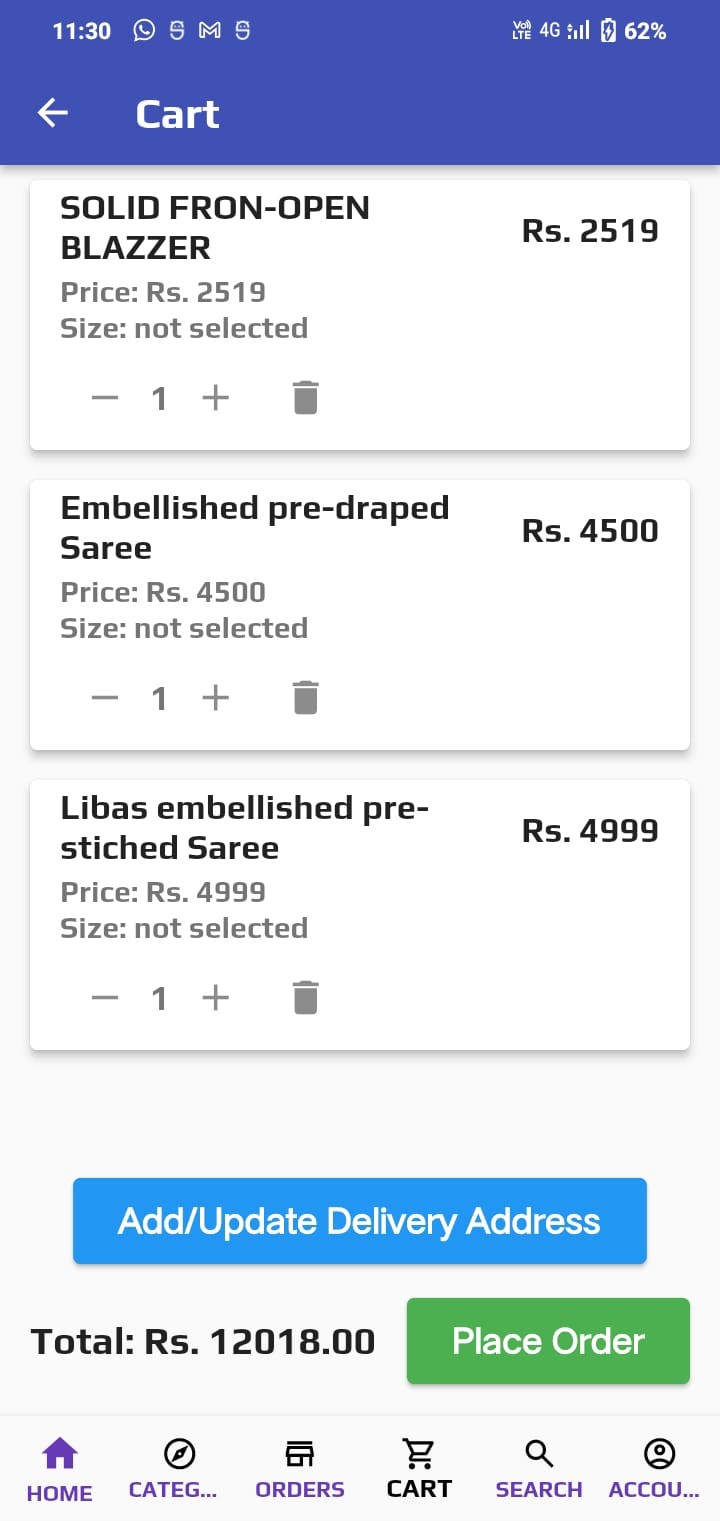 11:30 VoD LTE 4G 62%
Cart
SOLID FRON-OPEN
BLAZZER
Rs. 2519
Price: Rs. 2519
Size: not selected
1
Embellished pre-draped
Saree
Rs. 4500
Price: Rs. 4500
Size: not selected
1
Libas embellished pre-
stiched Saree
Rs. 4999
Price: Rs. 4999
Size: not selected
1
Add/Update Delivery Address
Total: Rs. 12018.00 Place Order
HOME CATEG... ORDERS CART SEARCH ACCOU...